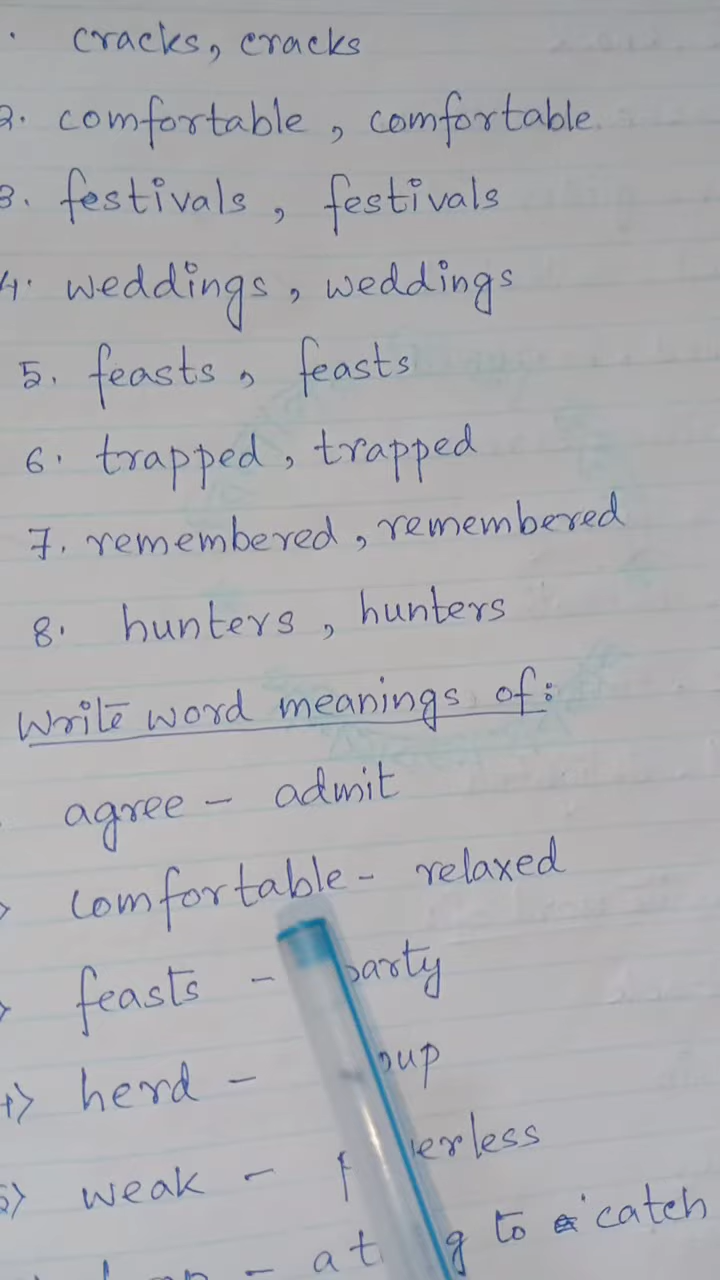 . cracks, cracks
2. comfortable, comfortable
3. festivals, festivals
4. weddings, weddings
5. feasts, feasts
6. trapped, trapped
7. remembered, remembered
8. hunters, hunters
Write word meanings of:
agree - admit
comfortable - relaxed
feasts - party
herd -
weak -
- a to catch